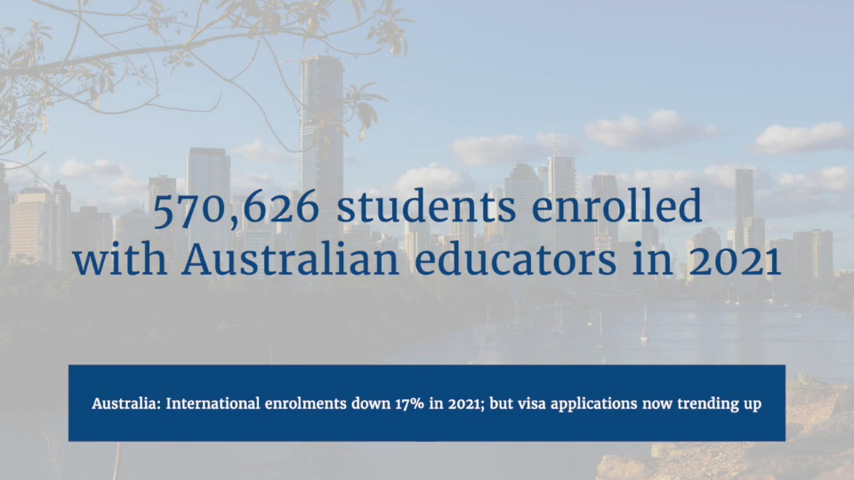 570,626 students enrolled
with Australian educators in 2021
Australia: International enrolments down 17% in 2021; but visa applications now trending up